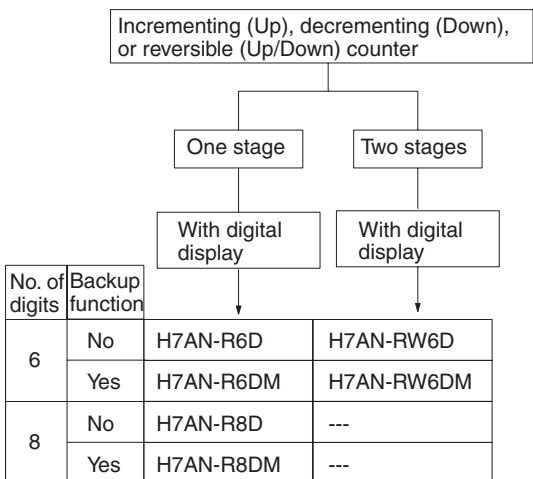 Incrementing (Up), decrementing (Down),
or reversible (Up/Down) counter
One stage
Two stages
With digital
display
With digital
display
No. of
digits
Backup
function
6
No
H7AN-R6D
H7AN-RW6D
Yes
H7AN-R6DM
H7AN-RW6DM
8
No
H7AN-R8D
---
Yes
H7AN-R8DM
---